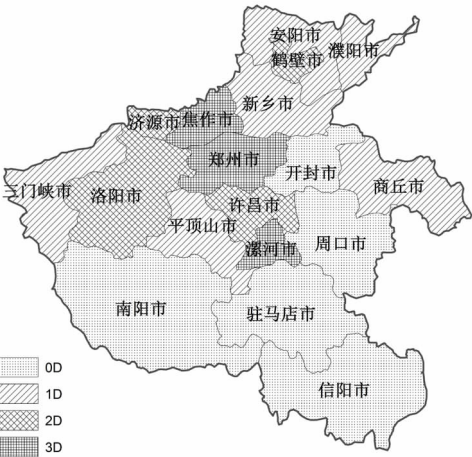 安阳市
濮阳市
鹤壁市
新乡市
济源市
焦作市
郑州市
开封市
三门峡市
洛阳市
商丘市
许昌市
平顶山市
漯河市
周口市
南阳市
驻马店市
信阳市
0D
1D
2D
3D